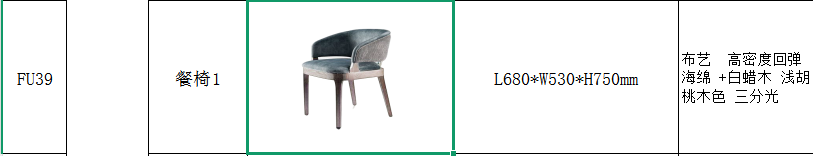 FU39
餐椅1
L680*W530*H750mm
布艺  高密度回弹
海绵 +白蜡木 浅胡
桃木色 三分光